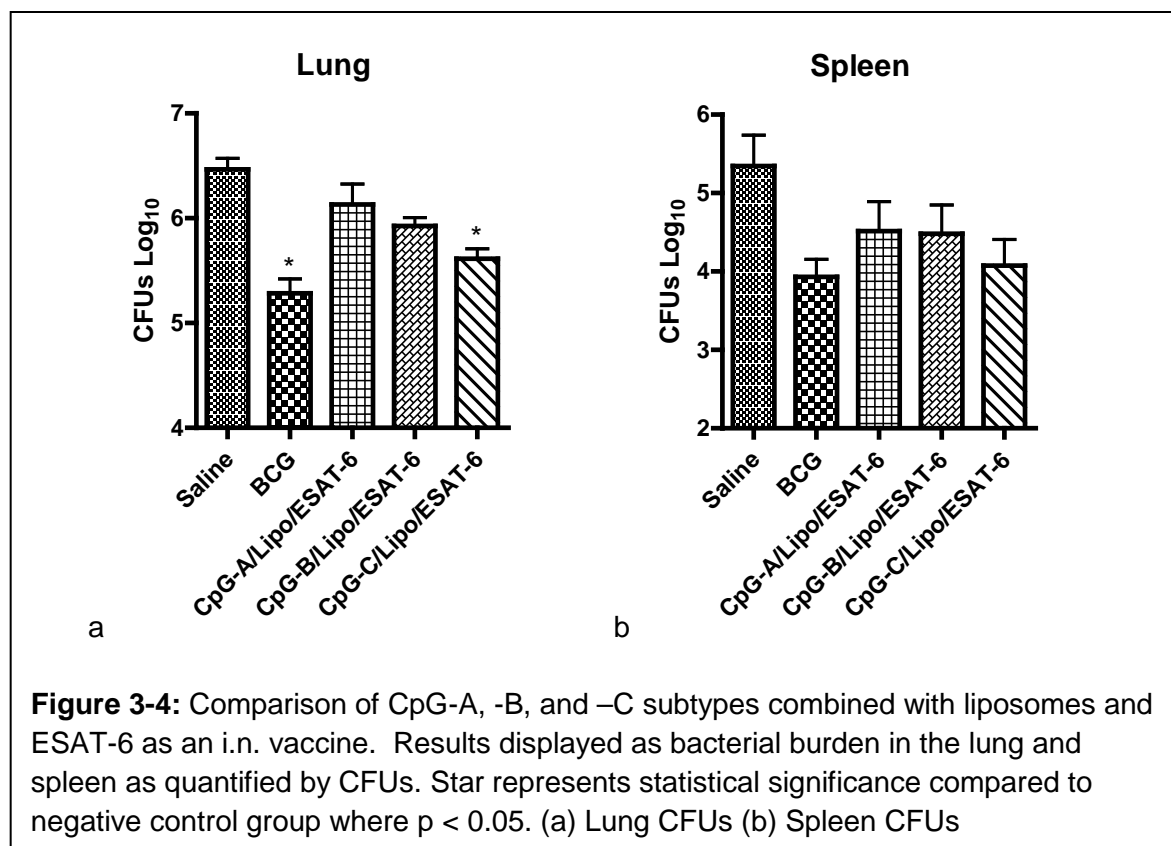 Lung
7
6
5
4
CFUs Log10
*
*
Saline
BCG
CpG-A/Lipo/ESAT-6
CpG-B/Lipo/ESAT-6
CpG-C/Lipo/ESAT-6
a
Spleen
6
5
4
3
2
CFUs Log10
Saline
BCG
CpG-A/Lipo/ESAT-6
CpG-B/Lipo/ESAT-6
CpG-C/Lipo/ESAT-6
b
Figure 3-4: Comparison of CpG-A, -B, and –C subtypes combined with liposomes and
ESAT-6 as an i.n. vaccine.  Results displayed as bacterial burden in the lung and
spleen as quantified by CFUs. Star represents statistical significance compared to
negative control group where p < 0.05. (a) Lung CFUs (b) Spleen CFUs